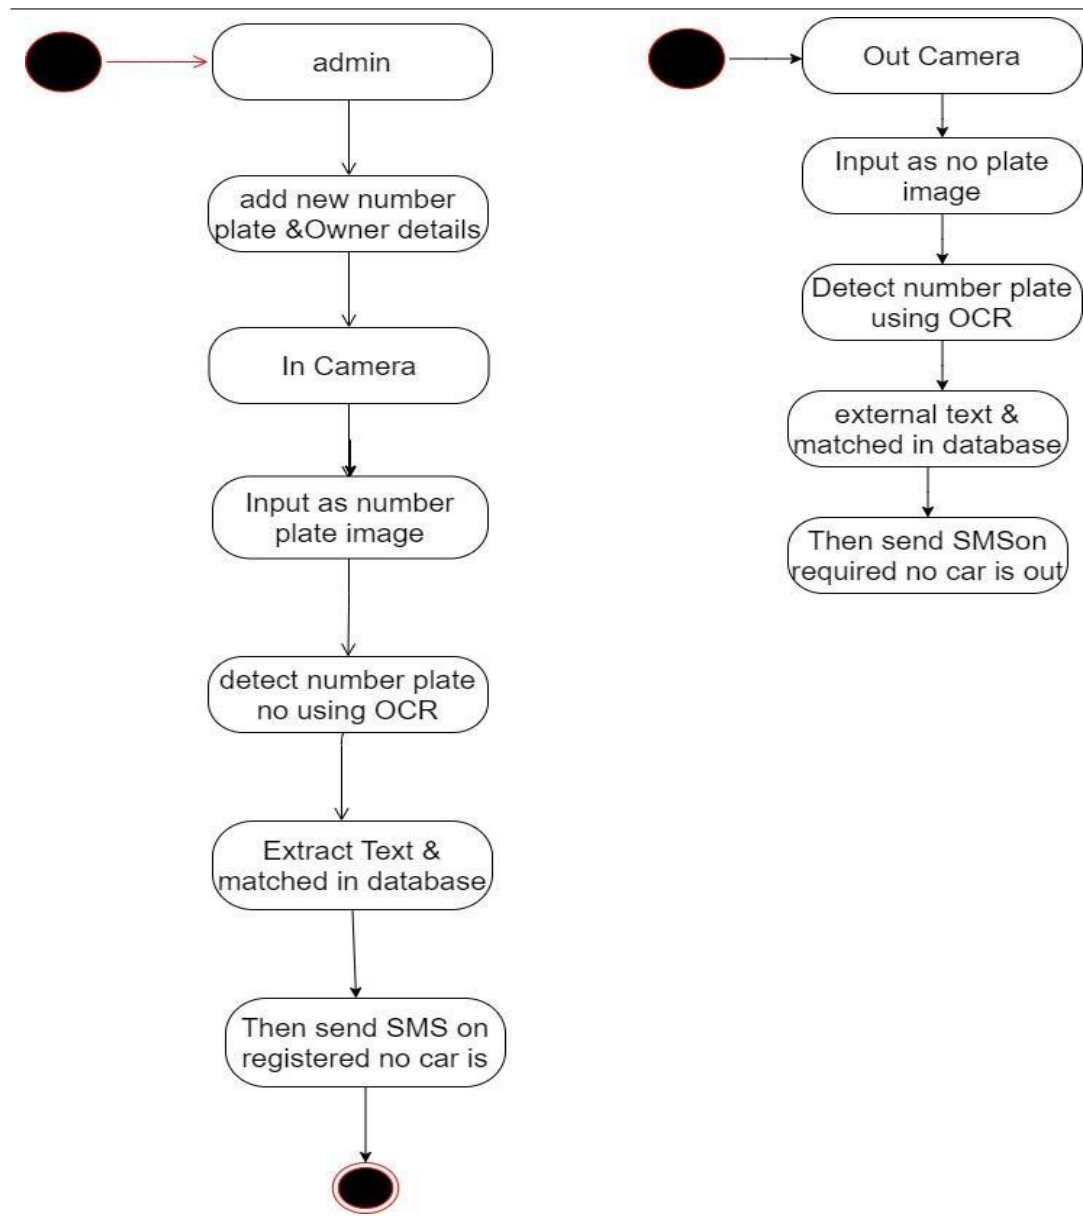 admin
add new number
plate &Owner details
In Camera
Input as number
plate image
detect number plate
no using OCR
Extract Text &
matched in database
Then send SMS on
registered no car is
Out Camera
Input as no plate
image
Detect number plate
using OCR
external text &
matched in database
Then send SMSon
required no car is out